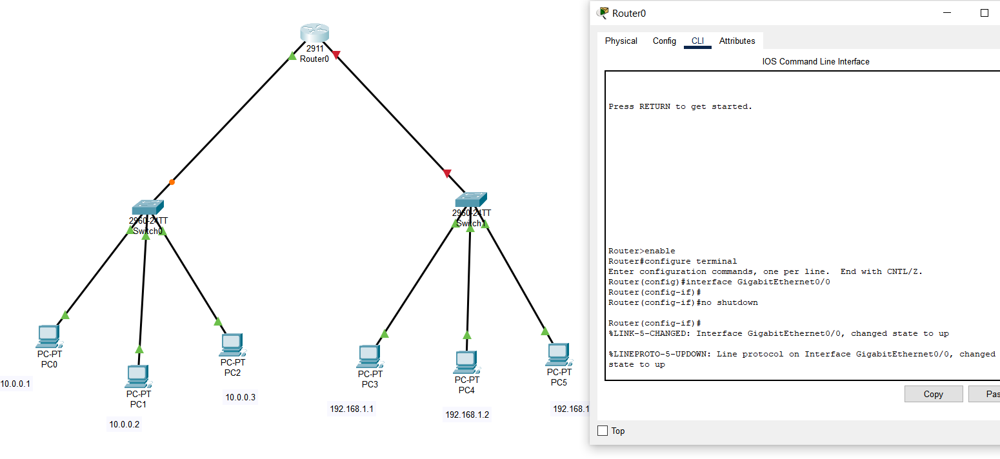 2911
Router0
2960-24TT
Switch0
2960-24TT
Switch1
PC-PT
PC0
PC-PT
PC1
PC-PT
PC2
PC-PT
PC3
PC-PT
PC4
PC-PT
PC5
10.0.0.1
10.0.0.2
10.0.0.3
192.168.1.1
192.168.1.2
192.168.1
Router0
Physical Config CLI Attributes
IOS Command Line Interface
Press RETURN to get started.
Router>enable
Router#configure terminal
Enter configuration commands, one per line.  End with CNTL/Z.
Router(config)#interface GigabitEthernet0/0
Router(config-if)#
Router(config-if)#no shutdown
Router(config-if)#
%LINK-5-CHANGED: Interface GigabitEthernet0/0, changed state to up
%LINEPROTO-5-UPDOWN: Line protocol on Interface GigabitEthernet0/0, changed
state to up
Copy Pas
Top